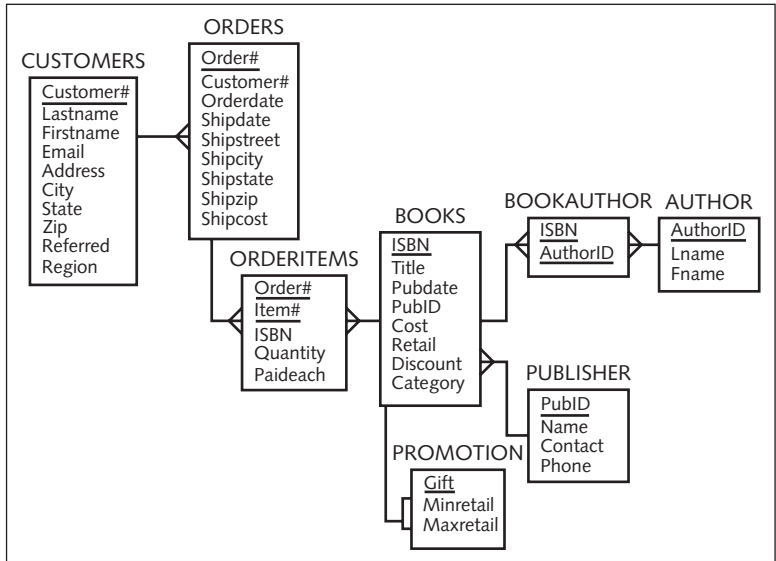 CUSTOMERS
Customer#
Lastname
Firstname
Email
Address
City
State
Zip
Referred
Region
ORDERS
Order#
Customer#
Orderdate
Shipdate
Shipstreet
Shipcity
Shipstate
Shipzip
Shipcost
ORDERITEMS
Order#
Item#
ISBN
Quantity
Paideach
BOOKS
ISBN
Title
Pubdate
PubID
Cost
Retail
Discount
Category
BOOKAUTHOR
ISBN
AuthorID
AUTHOR
AuthorID
Lname
Fname
PUBLISHER
PubID
Name
Contact
Phone
PROMOTION
Gift
Minretail
Maxretail